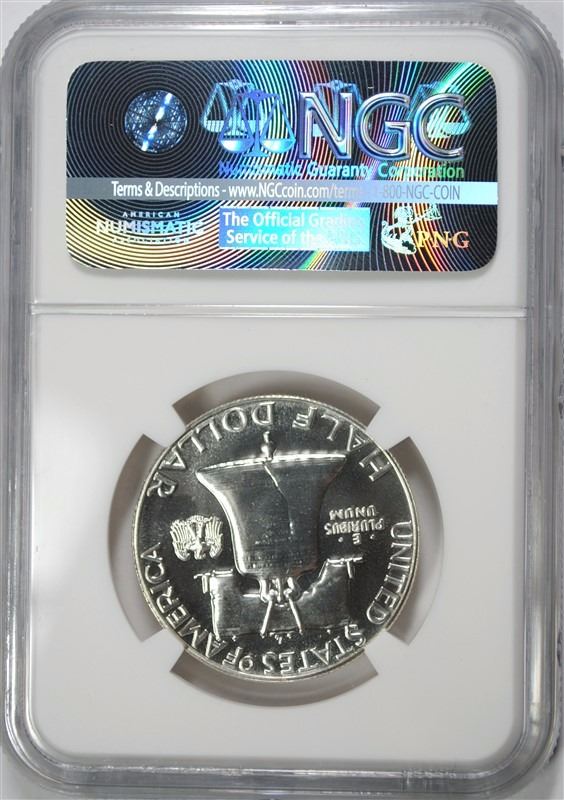 NGC
Numismatic Guaranty Corporation
Terms & Descriptions - www.NGCcoin.com/terms 1-800-NGC-COIN
AMERICAN
NUMISMATIC
The Official Grading
Service of the
PNG
UNITED STATES OF AMERICA
E
PLURIBUS
UNUM
HALF DOLLAR